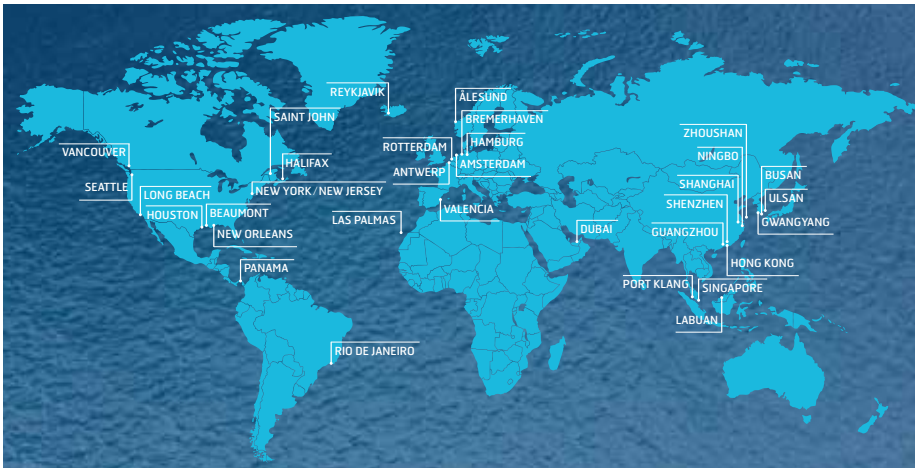 REYKJAVIK
ÅLESUND
SAINT JOHN
BREMERHAVEN
HAMBURG
ROTTERDAM
AMSTERDAM
ANTWERP
VANCOUVER
HALIFAX
SEATTLE
NEW YORK/NEW JERSEY
LONG BEACH
HOUSTON
BEAUMONT
NEW ORLEANS
LAS PALMAS
VALENCIA
DUBAI
ZHOUSHAN
NINGBO
SHANGHAI
SHENZHEN
GUANGZHOU
BUSAN
ULSAN
GWANGYANG
HONG KONG
PANAMA
PORT KLANG
SINGAPORE
LABUAN
RIO DE JANEIRO